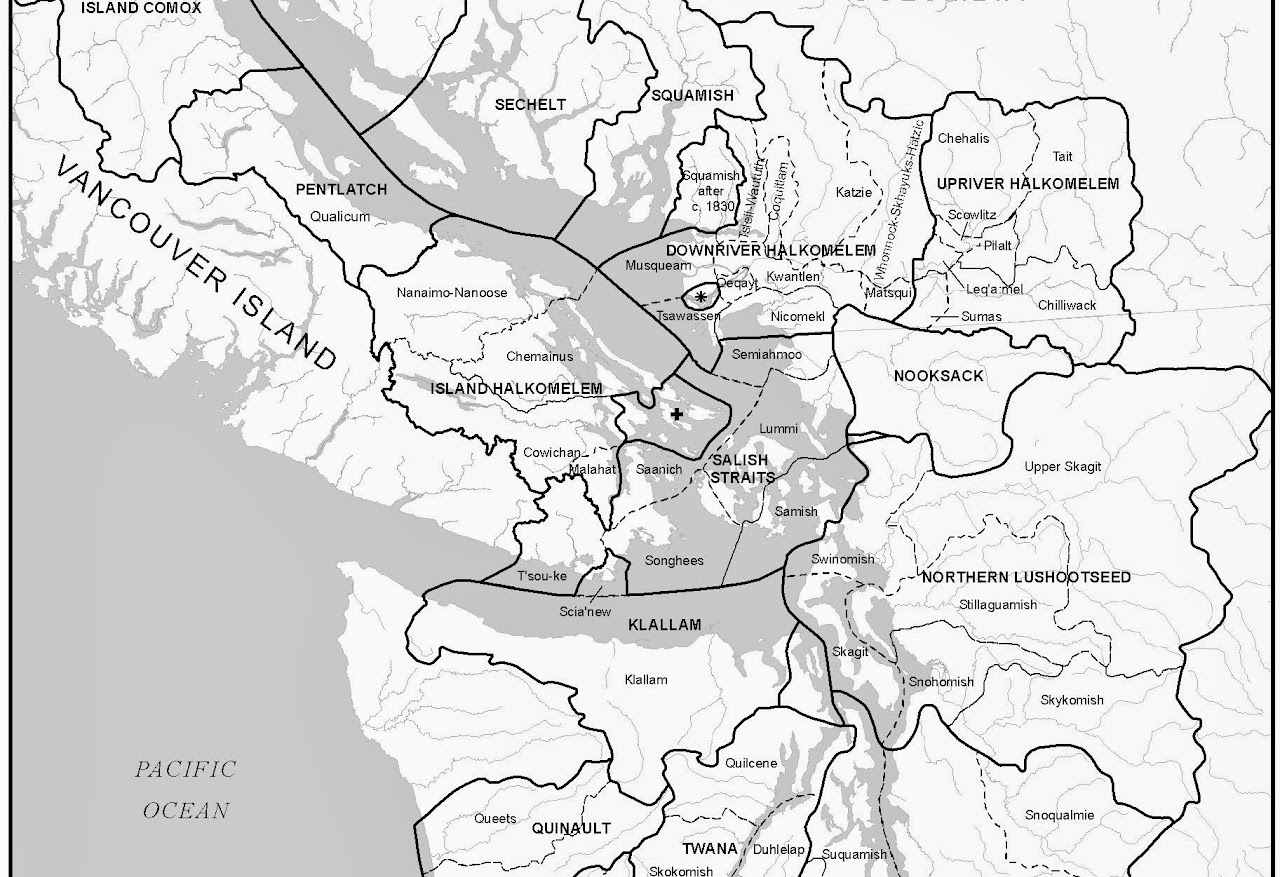 ISLAND COMOX
SECHELT
SQUAMISH
Chehalis
Tait
VANCOUVER ISLAND
PENTLATCH
Qualicum
Squamish
after
c. 1830
Tsleil-Waututh
Coquitlam
Katzie
Whonnock-Skhayuks-Hatzic
UPRIVER HALKOMELEM
Scowlitz
Pilalt
DOWNRIVER HALKOMELEM
Musqueam
Qeqayt
Kwantlen
Matsqui
Leq'a:mel
Chilliwack
Nanaimo-Nanoose
*
Tsawassen
Nicomekl
Sumas
Chemainus
Semiahmoo
ISLAND HALKOMELEM
NOOKSACK
+
Lummi
Cowichan
Malahat
Saanich
SALISH
STRAITS
Upper Skagit
Samish
T'sou-ke
Songhees
Swinomish
NORTHERN LUSHOOTSEED
Scia'new
KLALLAM
Stillaguamish
Klallam
Skagit
Snohomish
Skykomish
PACIFIC
OCEAN
Quilcene
Queets
QUINAULT
Snoqualmie
TWANA
Duhlelap
Suquamish
Skokomish